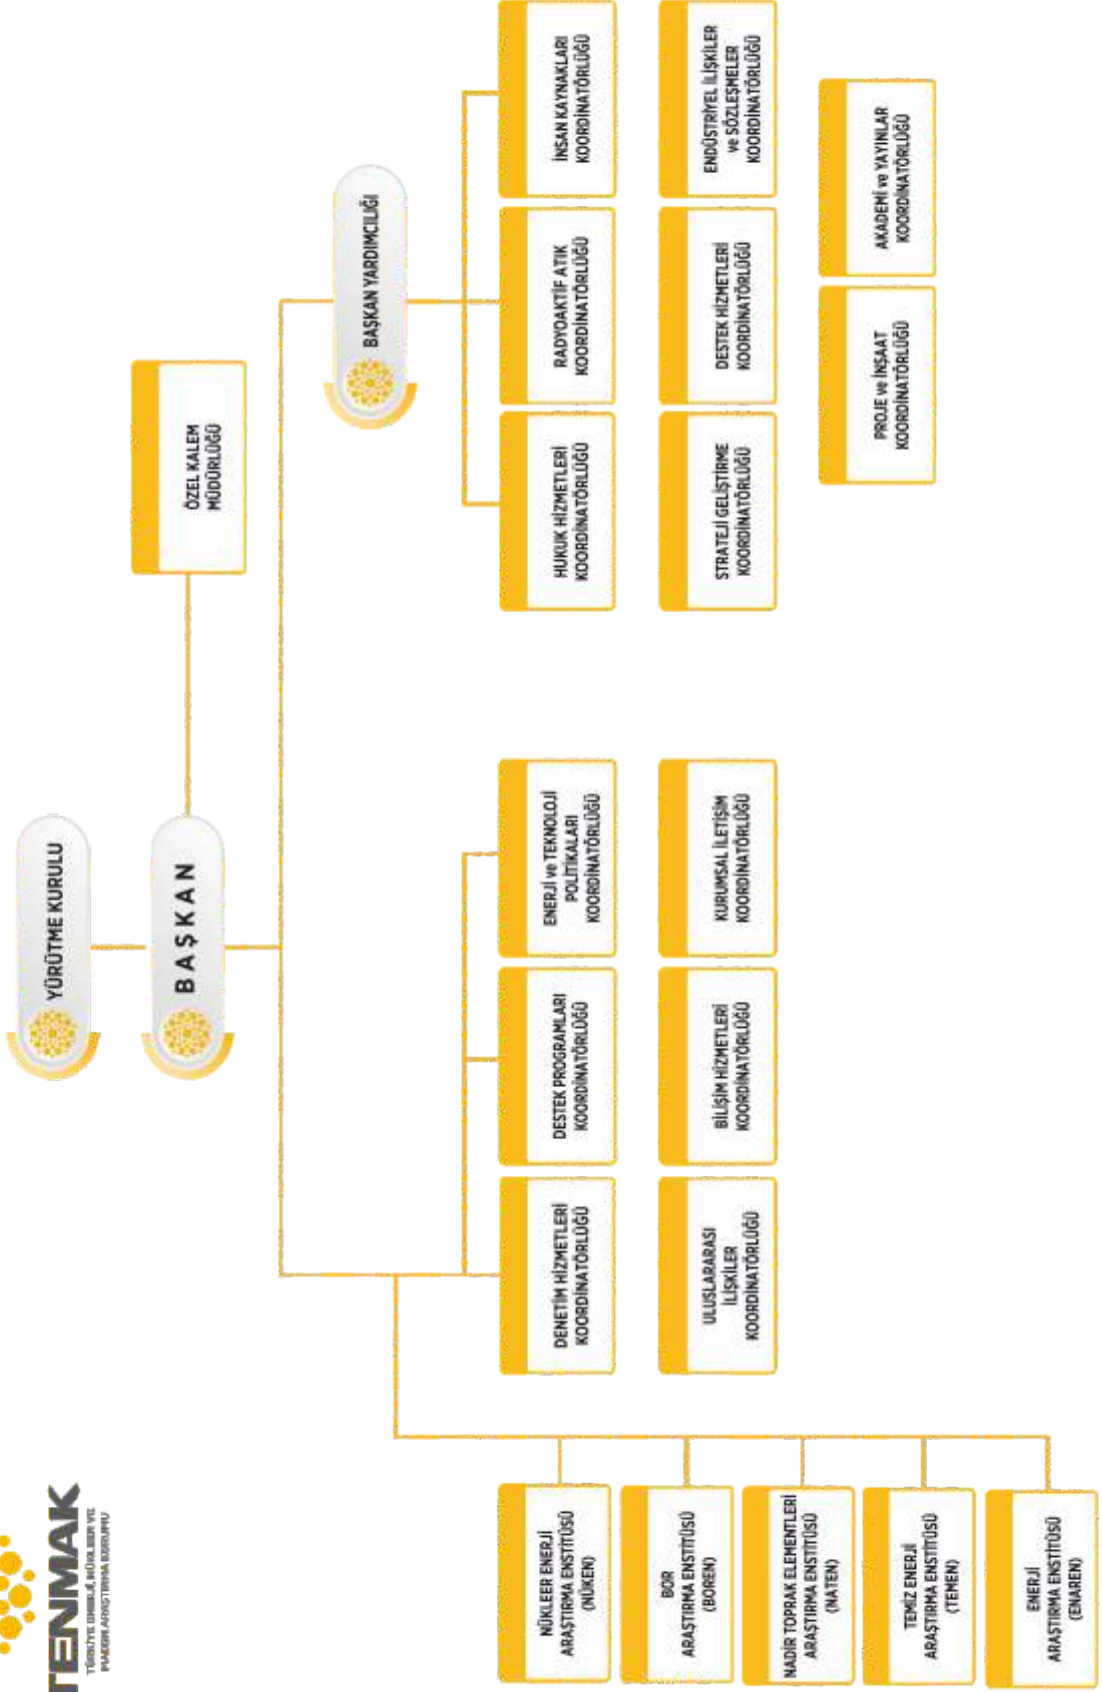 TENMAK
TÜRKİYE ENERJİ, NÜKLEER VE
MADEN ARAŞTIRMA KURUMU
YÜRÜTME KURULU
BAŞKAN
ÖZEL KALEM
MÜDÜRLÜĞÜ
BAŞKAN YARDIMCILIĞI
NÜKLEER ENERJİ
ARAŞTIRMA ENSTİTÜSÜ
(NÜKEN)
BOR
ARAŞTIRMA ENSTİTÜSÜ
(BOREN)
NADİR TOPRAK ELEMENTLERİ
ARAŞTIRMA ENSTİTÜSÜ
(NATEN)
TEMİZ ENERJİ
ARAŞTIRMA ENSTİTÜSÜ
(TEMEN)
ENERJİ
ARAŞTIRMA ENSTİTÜSÜ
(ENAREN)
DENETİM HİZMETLERİ
KOORDİNATÖRLÜĞÜ
DESTEK PROGRAMLARI
KOORDİNATÖRLÜĞÜ
ENERJİ ve TEKNOLOJİ
POLİTİKALARI
KOORDİNATÖRLÜĞÜ
ULUSLARARASI
İLİŞKİLER
KOORDİNATÖRLÜĞÜ
BİLİŞİM HİZMETLERİ
KOORDİNATÖRLÜĞÜ
KURUMSAL İLETİŞİM
KOORDİNATÖRLÜĞÜ
HUKUK HİZMETLERİ
KOORDİNATÖRLÜĞÜ
RADYOAKTİF ATIK
KOORDİNATÖRLÜĞÜ
İNSAN KAYNAKLARI
KOORDİNATÖRLÜĞÜ
STRATEJİ GELİŞTİRME
KOORDİNATÖRLÜĞÜ
DESTEK HİZMETLERİ
KOORDİNATÖRLÜĞÜ
ENDÜSTRİYEL İLİŞKİLER
ve SÖZLEŞMELER
KOORDİNATÖRLÜĞÜ
PROJE ve İNŞAAT
KOORDİNATÖRLÜĞÜ
AKADEMİ ve YAYINLAR
KOORDİNATÖRLÜĞÜ